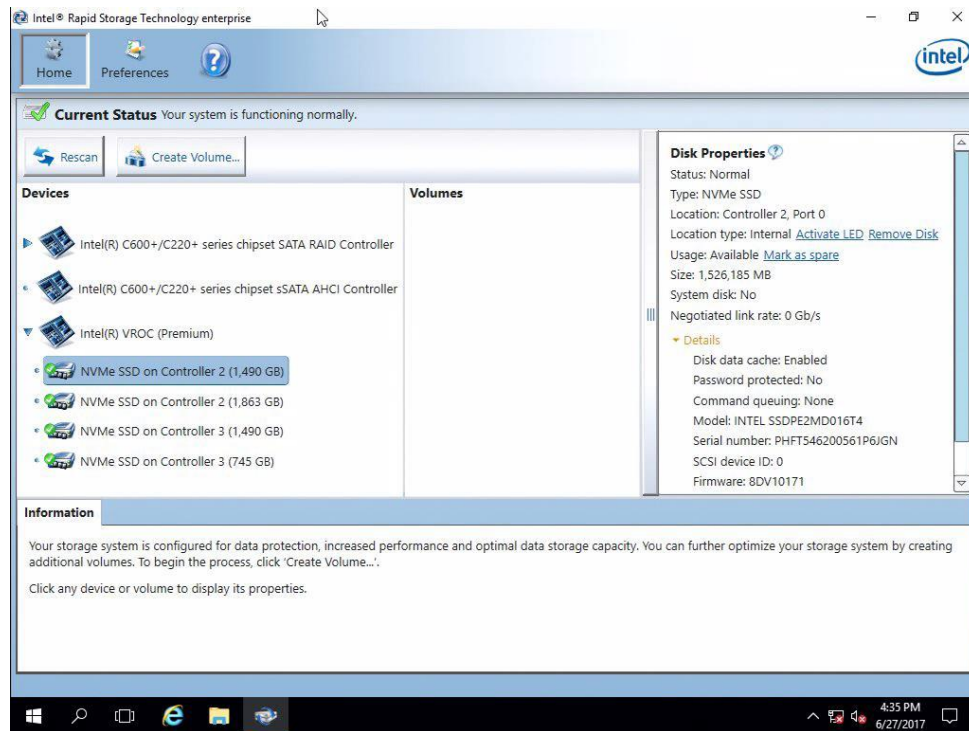 Intel® Rapid Storage Technology enterprise
Home
Preferences
?
intel
Current Status Your system is functioning normally.
Rescan
Create Volume...
Devices
Intel(R) C600+/C220+ series chipset SATA RAID Controller
Intel(R) C600+/C220+ series chipset sSATA AHCI Controller
Intel(R) VROC (Premium)
NVMe SSD on Controller 2 (1,490 GB)
NVMe SSD on Controller 2 (1,863 GB)
NVMe SSD on Controller 3 (1,490 GB)
NVMe SSD on Controller 3 (745 GB)
Volumes
Disk Properties ?
Status: Normal
Type: NVMe SSD
Location: Controller 2, Port 0
Location type: Internal Activate LED Remove Disk
Usage: Available Mark as spare
Size: 1,526,185 MB
System disk: No
Negotiated link rate: 0 Gb/s
Details
Disk data cache: Enabled
Password protected: No
Command queuing: None
Model: INTEL SSDPE2MD016T4
Serial number: PHFT546200561P6JGN
SCSI device ID: 0
Firmware: 8DV10171
Information
Your storage system is configured for data protection, increased performance and optimal data storage capacity. You can further optimize your storage system by creating
additional volumes. To begin the process, click 'Create Volume...'.
Click any device or volume to display its properties.
4:35 PM
6/27/2017